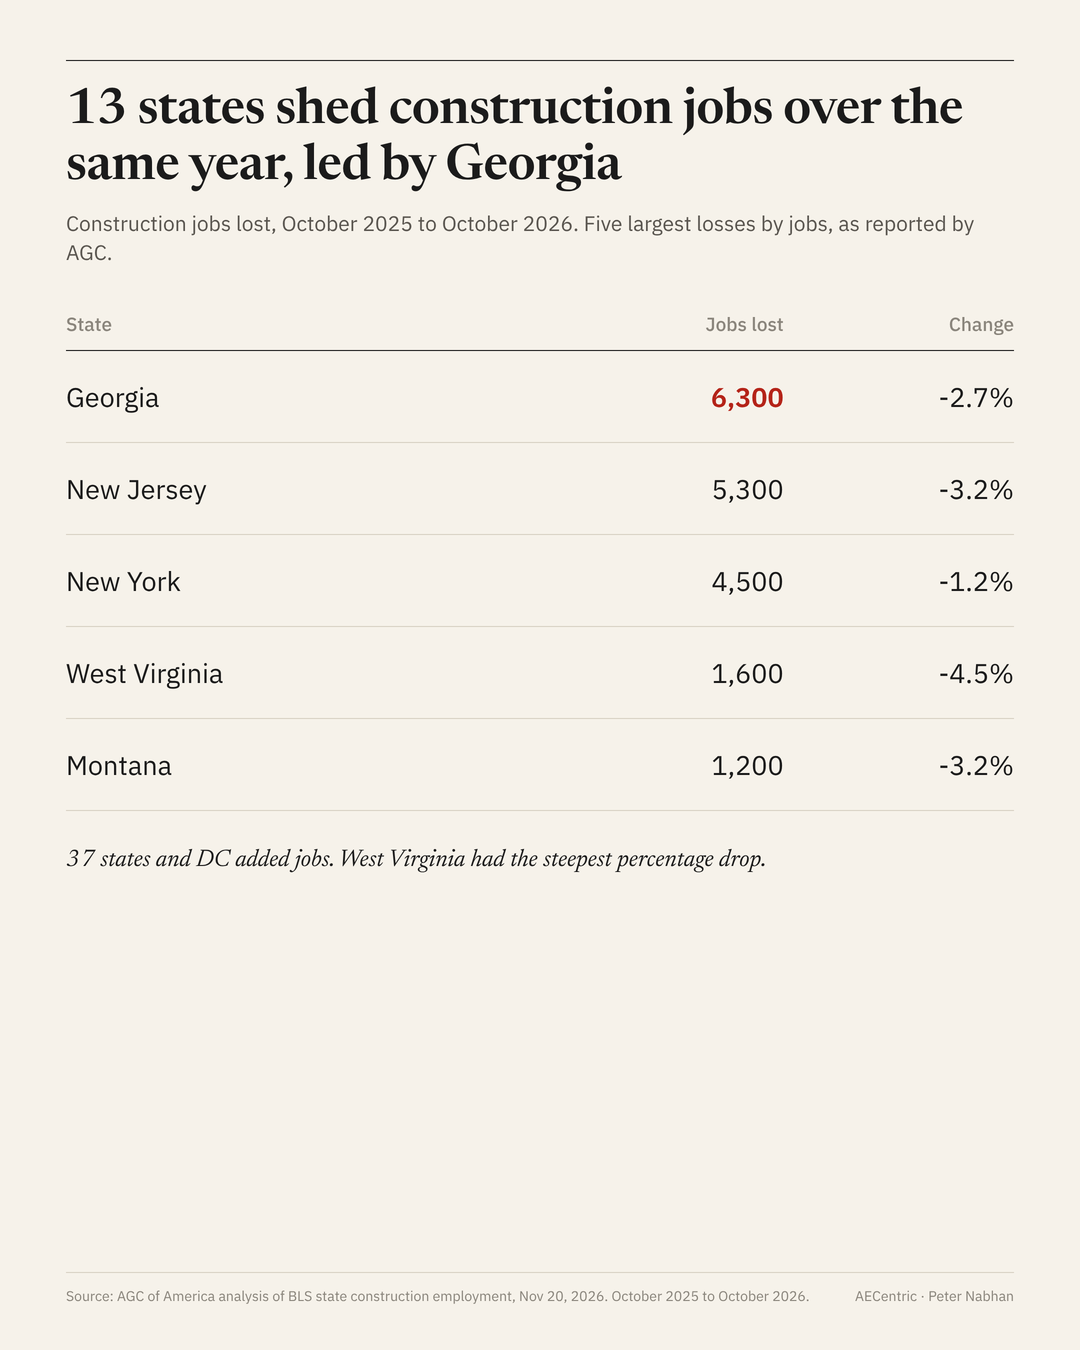 13 states shed construction jobs over the
same year, led by Georgia
Construction jobs lost, October 2025 to October 2026. Five largest losses by jobs, as reported by
AGC.
State Jobs lost Change
Georgia 6,300 -2.7%
New Jersey 5,300 -3.2%
New York 4,500 -1.2%
West Virginia 1,600 -4.5%
Montana 1,200 -3.2%
37 states and DC added jobs. West Virginia had the steepest percentage drop.
Source: AGC of America analysis of BLS state construction employment, Nov 20, 2026. October 2025 to October 2026. AECentric · Peter Nabhan